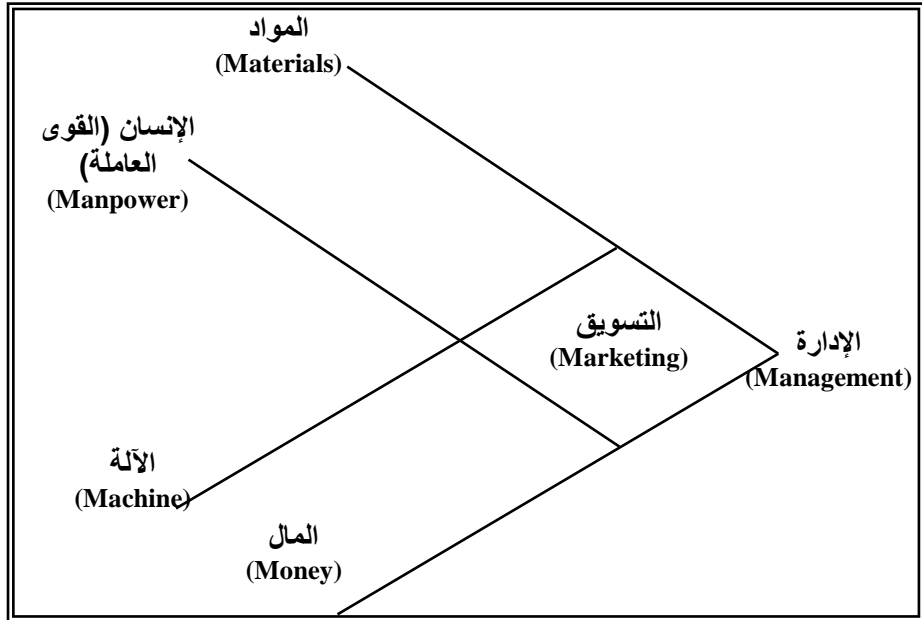 المواد
(Materials)
الإنسان (القوى
العاملة)
(Manpower)
التسويق
(Marketing)
الإدارة
(Management)
الآلة
(Machine)
المال
(Money)